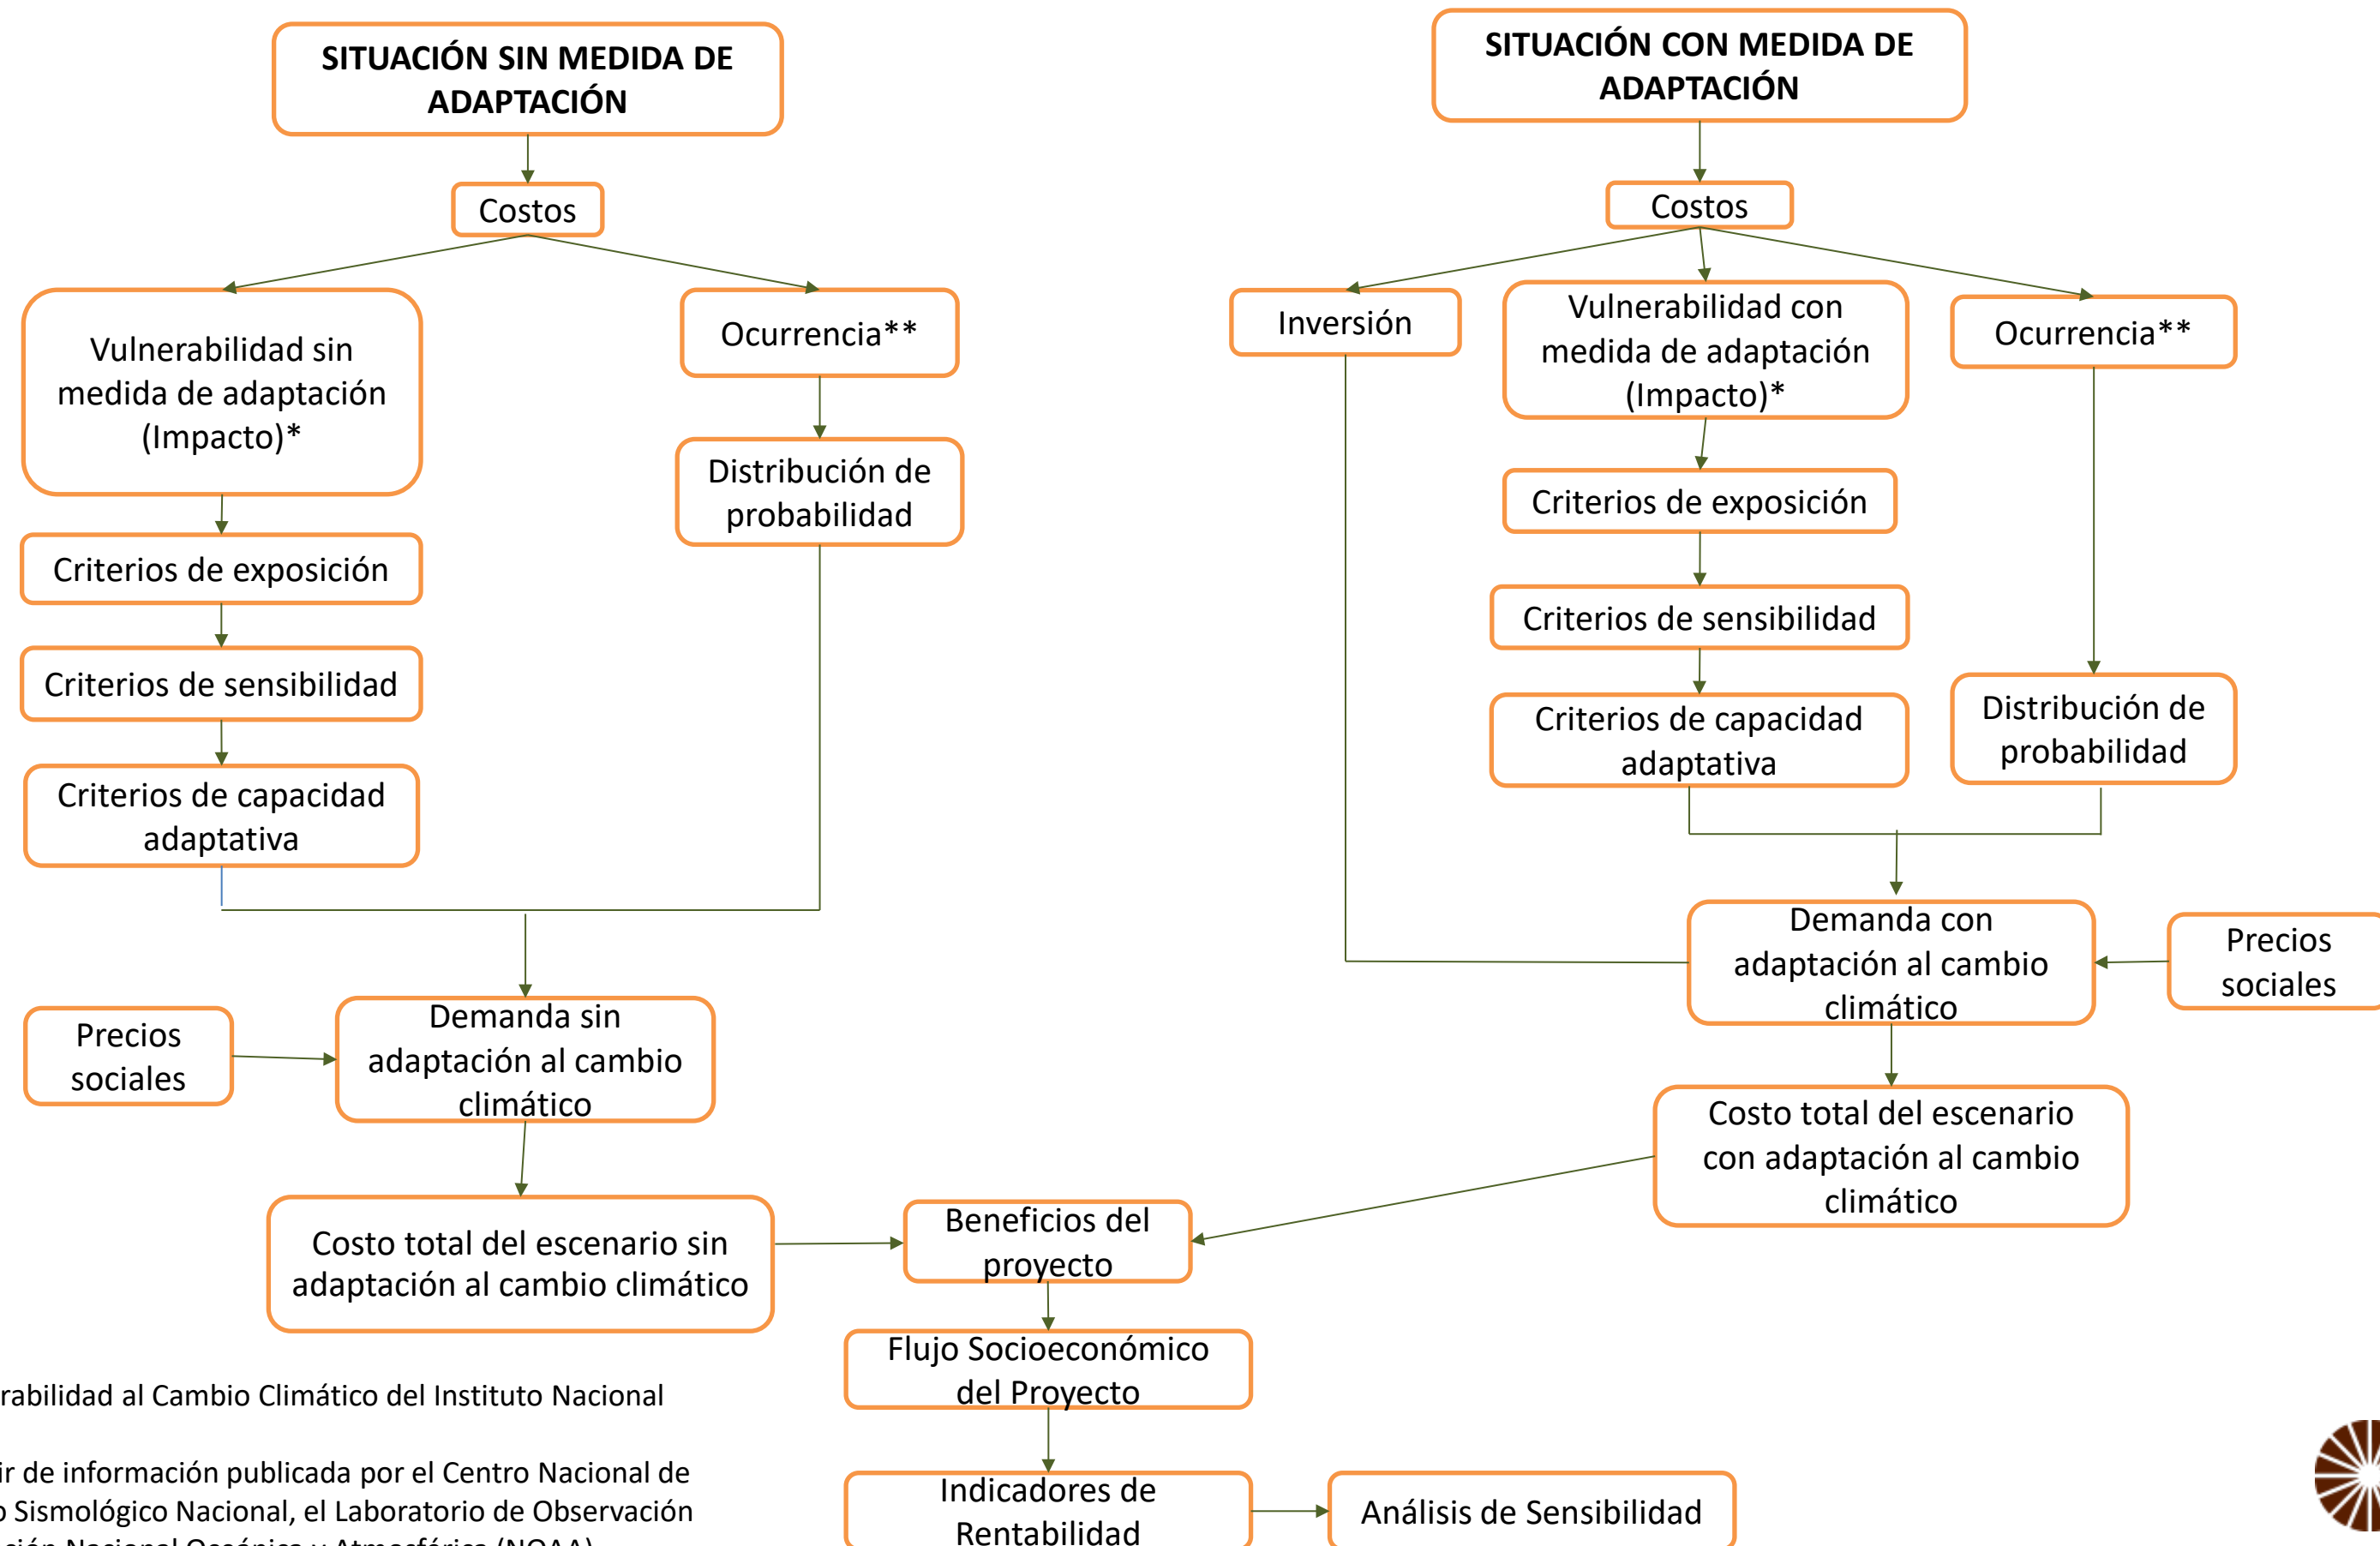 SITUACIÓN SIN MEDIDA DE
ADAPTACIÓN
Costos
Vulnerabilidad sin
medida de adaptación
(Impacto)*
Ocurrencia**
Distribución de
probabilidad
Criterios de exposición
Criterios de sensibilidad
Criterios de capacidad
adaptativa
Precios
sociales
Demanda sin
adaptación al cambio
climático
Costo total del escenario sin
adaptación al cambio climático
SITUACIÓN CON MEDIDA DE
ADAPTACIÓN
Costos
Inversión
Vulnerabilidad con
medida de adaptación
(Impacto)*
Ocurrencia**
Criterios de exposición
Criterios de sensibilidad
Criterios de capacidad
adaptativa
Distribución de
probabilidad
Demanda con
adaptación al cambio
climático
Precios
sociales
Costo total del escenario
con adaptación al cambio
climático
Beneficios del
proyecto
Flujo Socioeconómico
del Proyecto
Indicadores de
Rentabilidad
Análisis de Sensibilidad
rabilidad al Cambio Climático del Instituto Nacional
ir de información publicada por el Centro Nacional de
o Sismológico Nacional, el Laboratorio de Observación
ción Nacional Oceánica y Atmosférica (NOAA)